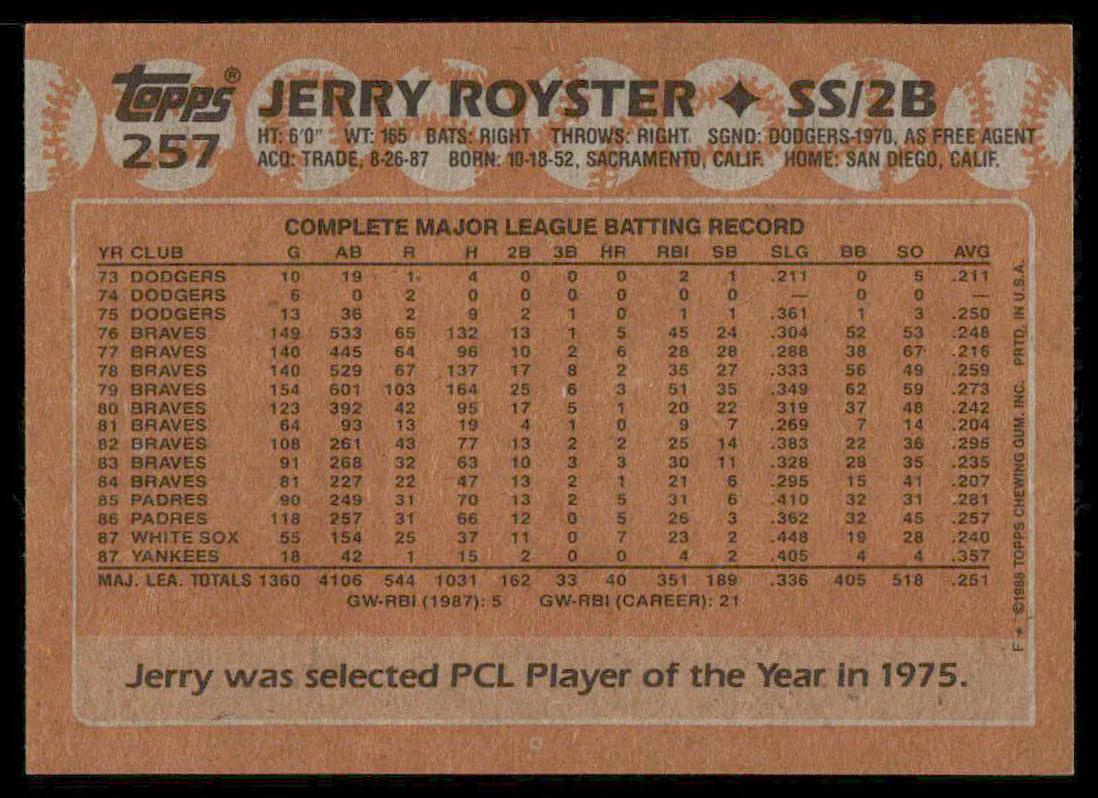 topps® JERRY ROYSTER ✦ SS/2B
257 HT: 6'0" WT: 165 BATS: RIGHT THROWS: RIGHT SGND: DODGERS-1970, AS FREE AGENT
ACQ: TRADE, 8-26-87 BORN: 10-18-52, SACRAMENTO, CALIF. HOME: SAN DIEGO, CALIF.
COMPLETE MAJOR LEAGUE BATTING RECORD
YR CLUB G AB R H 2B 3B HR RBI SB SLG BB SO AVG
73 DODGERS 10 19 1 4 0 0 0 2 1 .211 0 5 .211
74 DODGERS 6 0 2 0 0 0 0 0 0 — 0 0 —
75 DODGERS 13 36 2 9 2 1 0 1 1 .361 1 3 .250
76 BRAVES 149 533 65 132 13 1 5 45 24 .304 52 53 .248
77 BRAVES 140 445 64 96 10 2 6 28 28 .288 38 67 .216
78 BRAVES 140 529 67 137 17 8 2 35 27 .333 56 49 .259
79 BRAVES 154 601 103 164 25 6 3 51 35 .349 62 59 .273
80 BRAVES 123 392 42 95 17 5 1 20 22 .319 37 48 .242
81 BRAVES 64 93 13 19 4 1 0 9 7 .269 7 14 .204
82 BRAVES 108 261 43 77 13 2 2 25 14 .383 22 36 .295
83 BRAVES 91 268 32 63 10 3 3 30 11 .328 28 35 .235
84 BRAVES 81 227 22 47 13 2 1 21 6 .295 15 41 .207
85 PADRES 90 249 31 70 13 2 5 31 6 .410 32 31 .281
86 PADRES 118 257 31 66 12 0 5 26 3 .362 32 45 .257
87 WHITE SOX 55 154 25 37 11 0 7 23 2 .448 19 28 .240
87 YANKEES 18 42 1 15 2 0 0 4 2 .405 4 4 .357
MAJ. LEA. TOTALS 1360 4106 544 1031 162 33 40 351 189 .336 405 518 .251
GW-RBI (1987): 5 GW-RBI (CAREER): 21
Jerry was selected PCL Player of the Year in 1975.
F★ ©1988 TOPPS CHEWING GUM, INC. PRTD. IN U.S.A.